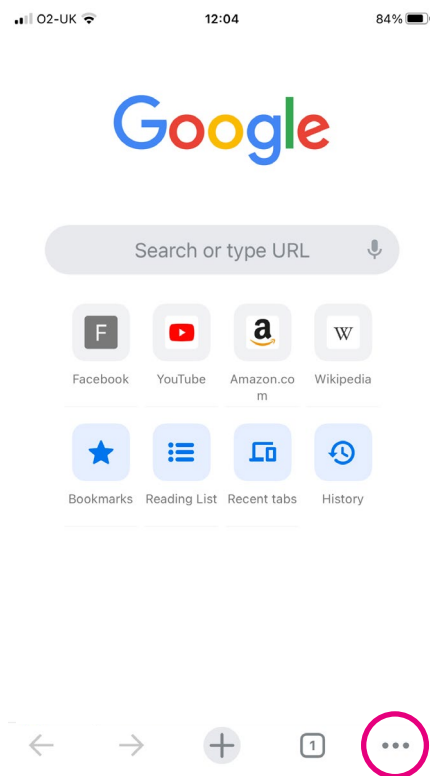 O2-UK 12:04 84%
Google
Search or type URL
F a W
Facebook YouTube Amazon.co Wikipedia
m
Bookmarks Reading List Recent tabs History
1